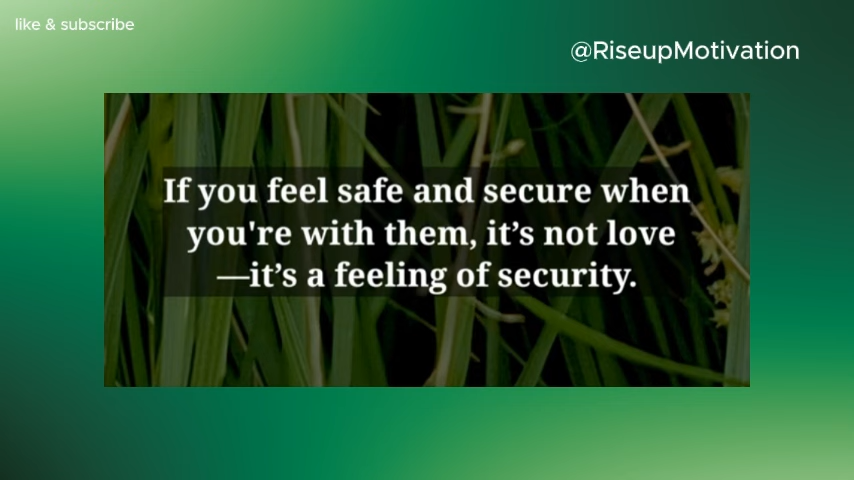 like & subscribe
@RiseupMotivation
If you feel safe and secure when
you're with them, it’s not love
—it’s a feeling of security.